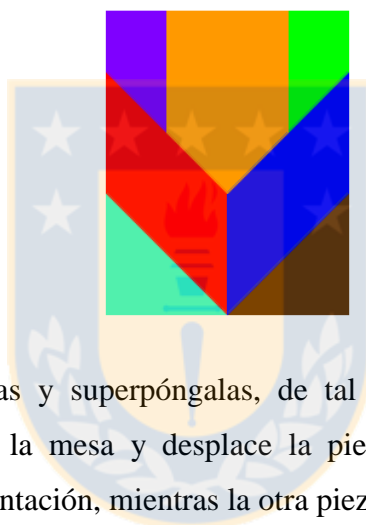 as y superpóngalas, de tal
la mesa y desplace la pie
ntación, mientras la otra piez